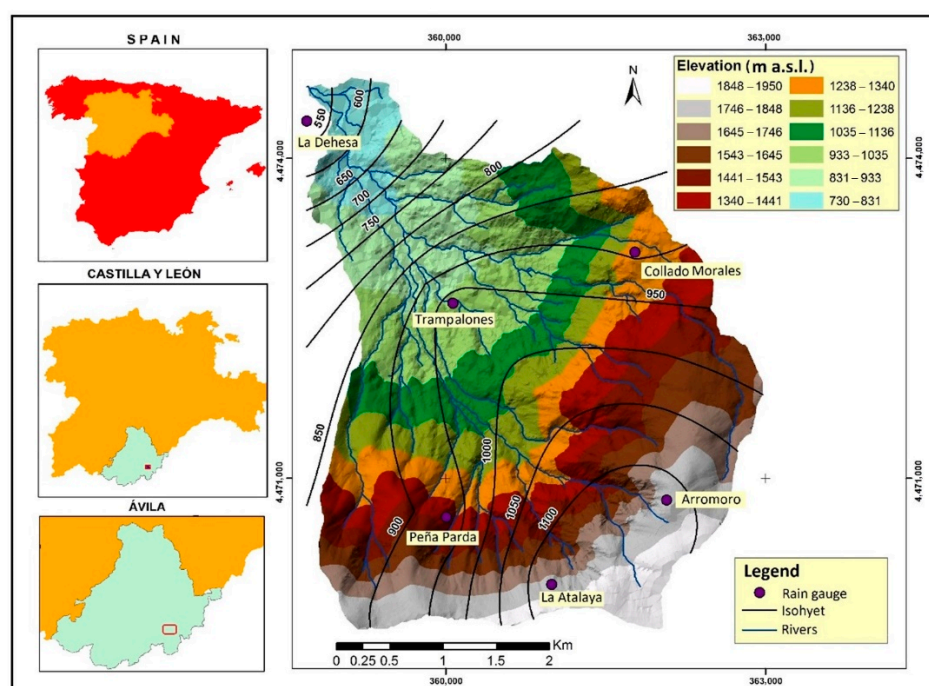 SPAIN
CASTILLA Y LEÓN
ÁVILA
360,000
363,000
4.474,000
4.471,000
N
Elevation (m a.s.l.)
1848 – 1950
1746 – 1848
1645 – 1746
1543 – 1645
1441 – 1543
1340 – 1441
1238 – 1340
1136 – 1238
1035 – 1136
933 – 1035
831 – 933
730 – 831
600
550
La Dehesa
650
700
750
800
Collado Morales
950
Trampalones
850
1000
900
1050
1100
Peña Parda
Arromoro
La Atalaya
Legend
Rain gauge
Isohyet
Rivers
Km
0 0.25 0.5 1 1.5 2
360,000
363,000